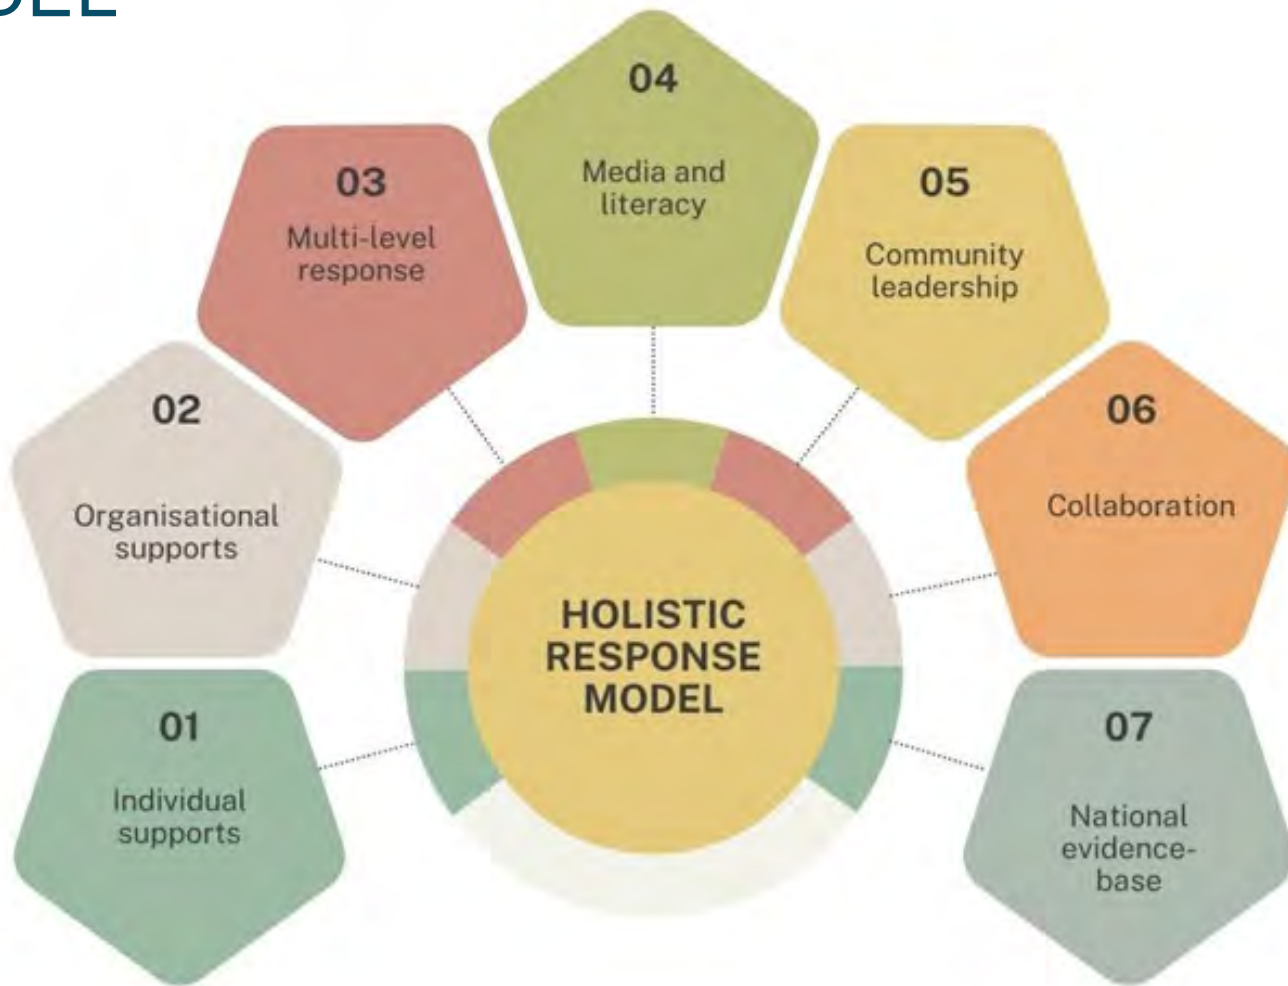 04
Media and
literacy
03
Multi-level
response
05
Community
leadership
02
Organisational
supports
06
Collaboration
HOLISTIC
RESPONSE
MODEL
01
Individual
supports
07
National
evidence-
base